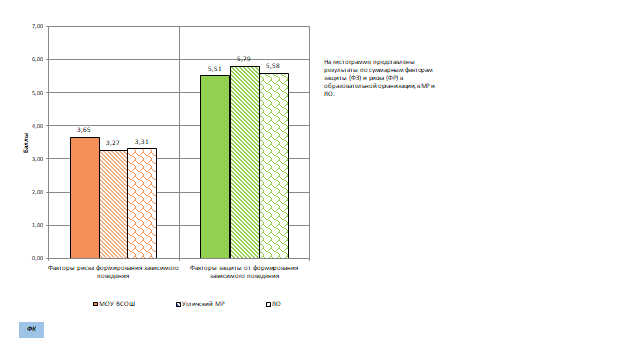 7,00
6,00
5,00
4,00
3,00
2,00
1,00
0,00
Баллы
3,65
3,27
3,31
5,51
5,79
5,58
Факторы риска формирования зависимого
поведения
Факторы защиты от формирования
зависимого поведения
МОУ ВСОШ
Угличский МР
ЯО
На гистограмме представлены
результаты по суммарным факторам
защиты (ФЗ) и риска (ФР) в
образовательной организации, в МР и
ЯО.
ФК